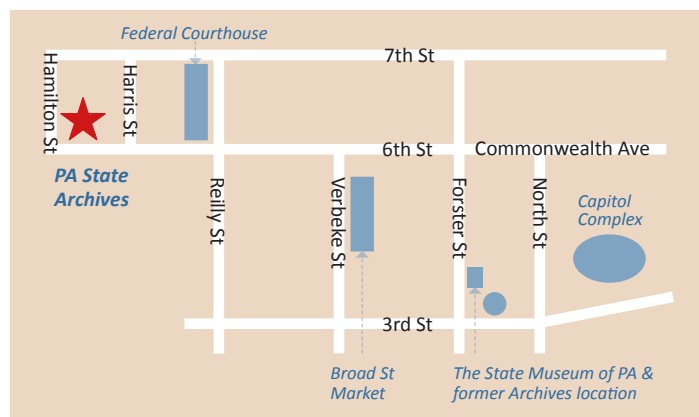 Federal Courthouse
7th St
Hamilton St
Harris St
6th St
Commonwealth Ave
PA State
Archives
Reilly St
Verbeke St
Forster St
North St
Capitol
Complex
3rd St
Broad St
Market
The State Museum of PA &
former Archives location